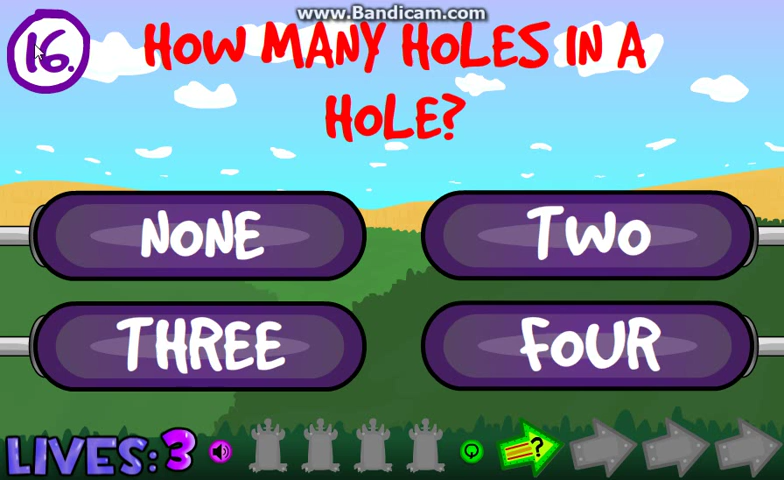 www.Bandicam.com
16.
HOW MANY HOLES IN A
HOLE?
NONE
TWO
THREE
FOUR
LIVES: 3
?